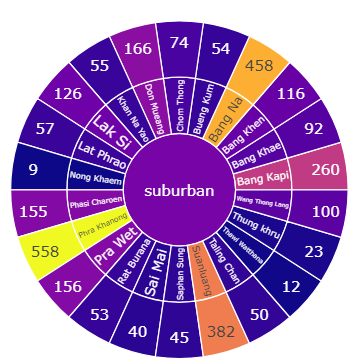 suburban
Phra Khanong
558
Bang Na
458
Suanluang
382
Bang Kapi
260
Don Mueang
166
Pra Wet
156
Phasi Charoen
155
Lak Si
126
Bang Khen
116
Wang Thong Lang
100
Bang Khae
92
Chom Thong
74
Lat Phrao
57
Khan Na Yao
55
Bueng Kum
54
Rat Burana
53
Taling Chan
50
Saphan Sung
45
Sai Mai
40
Thung khru
23
Thawi Watthana
12
Nong Khaem
9